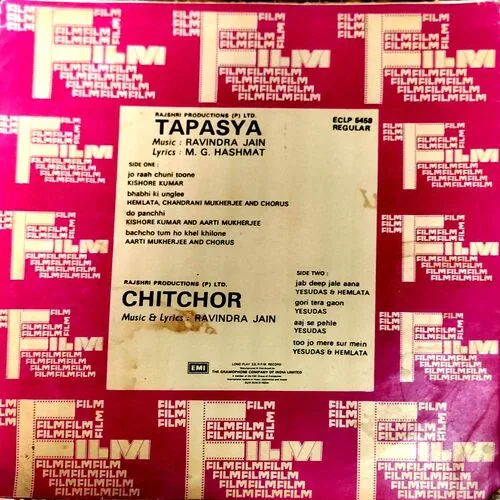 FILM
RAJSHRI PRODUCTIONS (P) LTD.
TAPASYA
Music : RAVINDRA JAIN
Lyrics : M. G. HASHMAT
ECLP 5458
REGULAR
SIDE ONE :
jo raah chuni toone
KISHORE KUMAR
bhabhi ki unglee
HEMLATA, CHANDRANI MUKHERJEE AND CHORUS
do panchhi
KISHORE KUMAR AND AARTI MUKHERJEE
bachcho tum ho khel khilone
AARTI MUKHERJEE AND CHORUS
RAJSHRI PRODUCTIONS (P) LTD.
CHITCHOR
Music & Lyrics : RAVINDRA JAIN
SIDE TWO :
jab deep jale aana
YESUDAS & HEMLATA
gori tera gaon
YESUDAS
aaj se pehle
YESUDAS
too jo mere sur mein
YESUDAS & HEMLATA
EMI
LONG PLAY 33⅓ R.P.M. RECORD
THE GRAMOPHONE COMPANY OF INDIA LIMITED